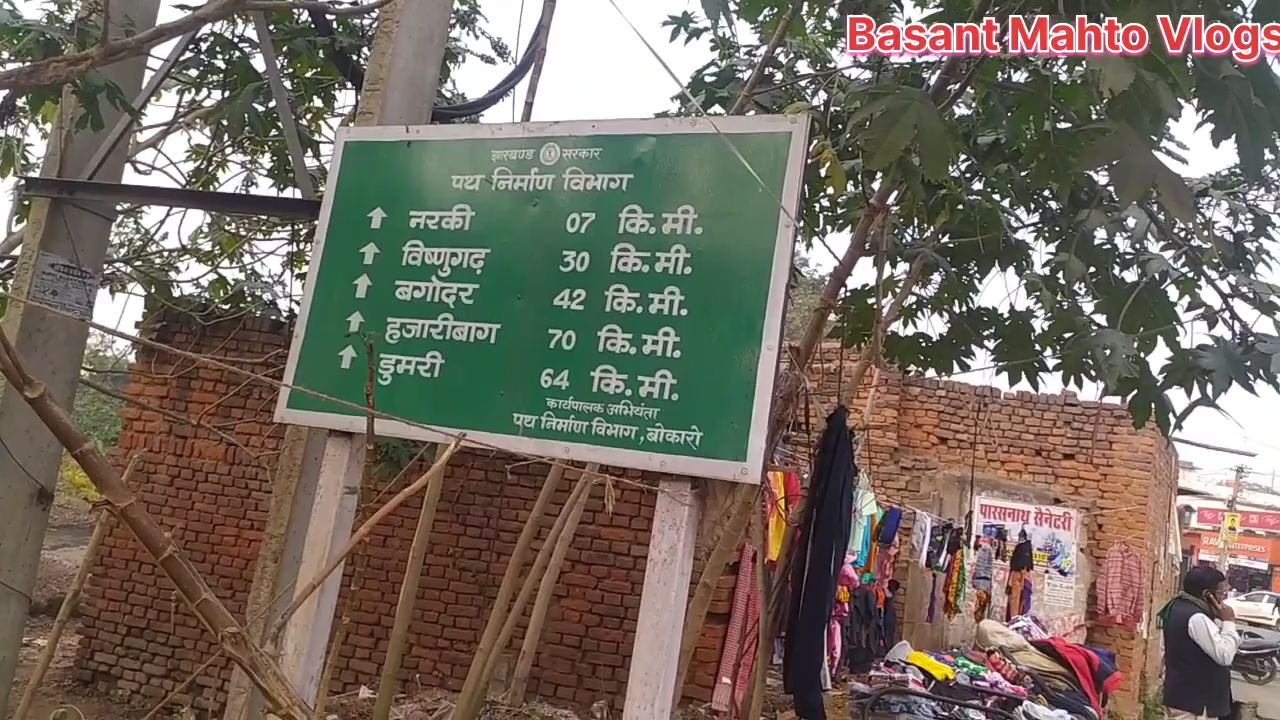 Basant Mahto Vlogs
झारखण्ड सरकार
पथ निर्माण विभाग
नरकी 07 कि.मी.
विष्णुगढ़ 30 कि.मी.
बगोदर 42 कि.मी.
हजारीबाग 70 कि.मी.
डुमरी 64 कि.मी.
कार्यपालक अभियंता
पथ निर्माण विभाग, बोकारो
पारसनाथ सैनेटरी